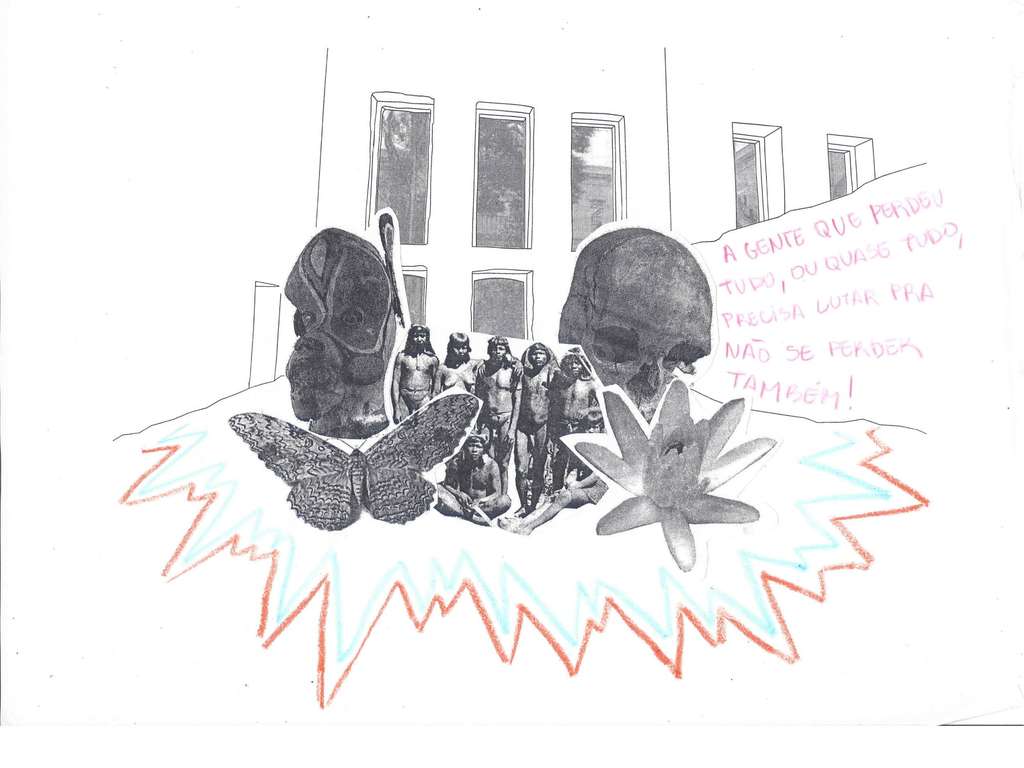 A GENTE QUE PERDEU
TUDO, OU QUASE TUDO,
PRECISA LUTAR PRA
NÃO SE PERDER
TAMBÉM!